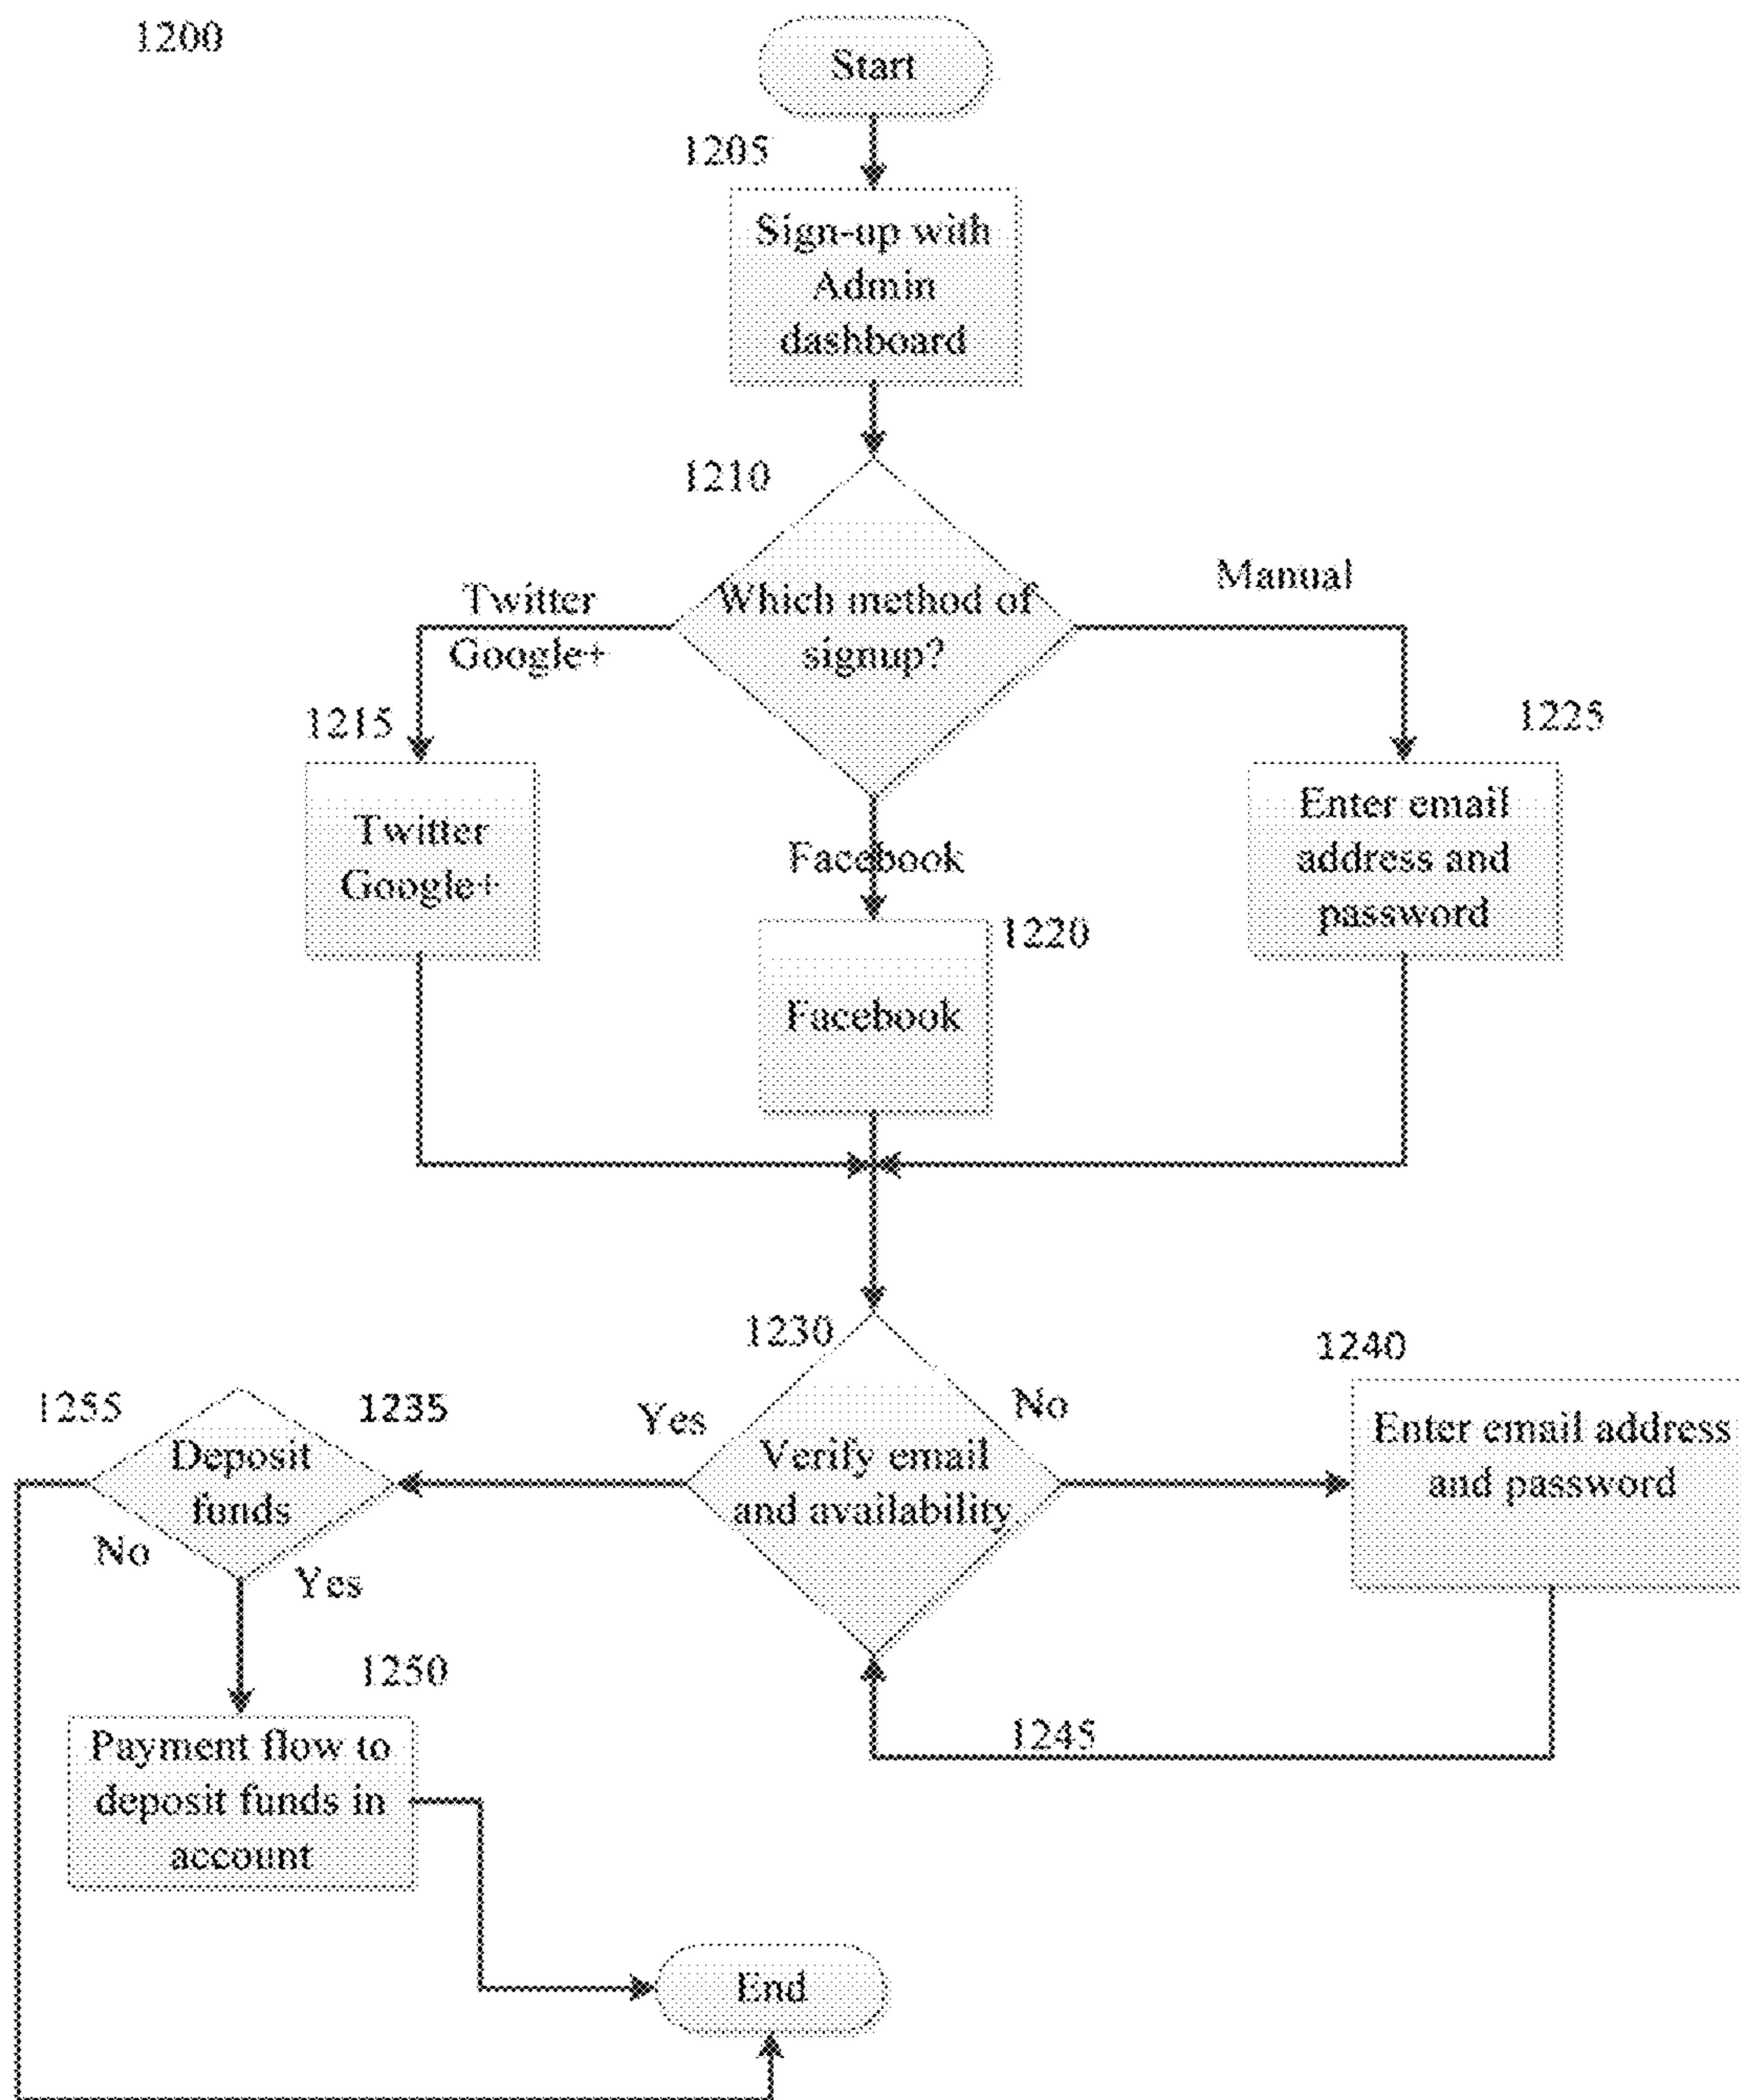 1200
Start
1205
Sign-up with
Admin
dashboard
1210
Which method of
signup?
Twitter
Google+
Manual
1215
Twitter
Google+
Facebook
1220
Facebook
1225
Enter email
address and
password
1230
Verify email
and availability
Yes
No
1240
Enter email address
and password
1245
1235
1255
Deposit
funds
No
Yes
1250
Payment flow to
deposit funds in
account
End